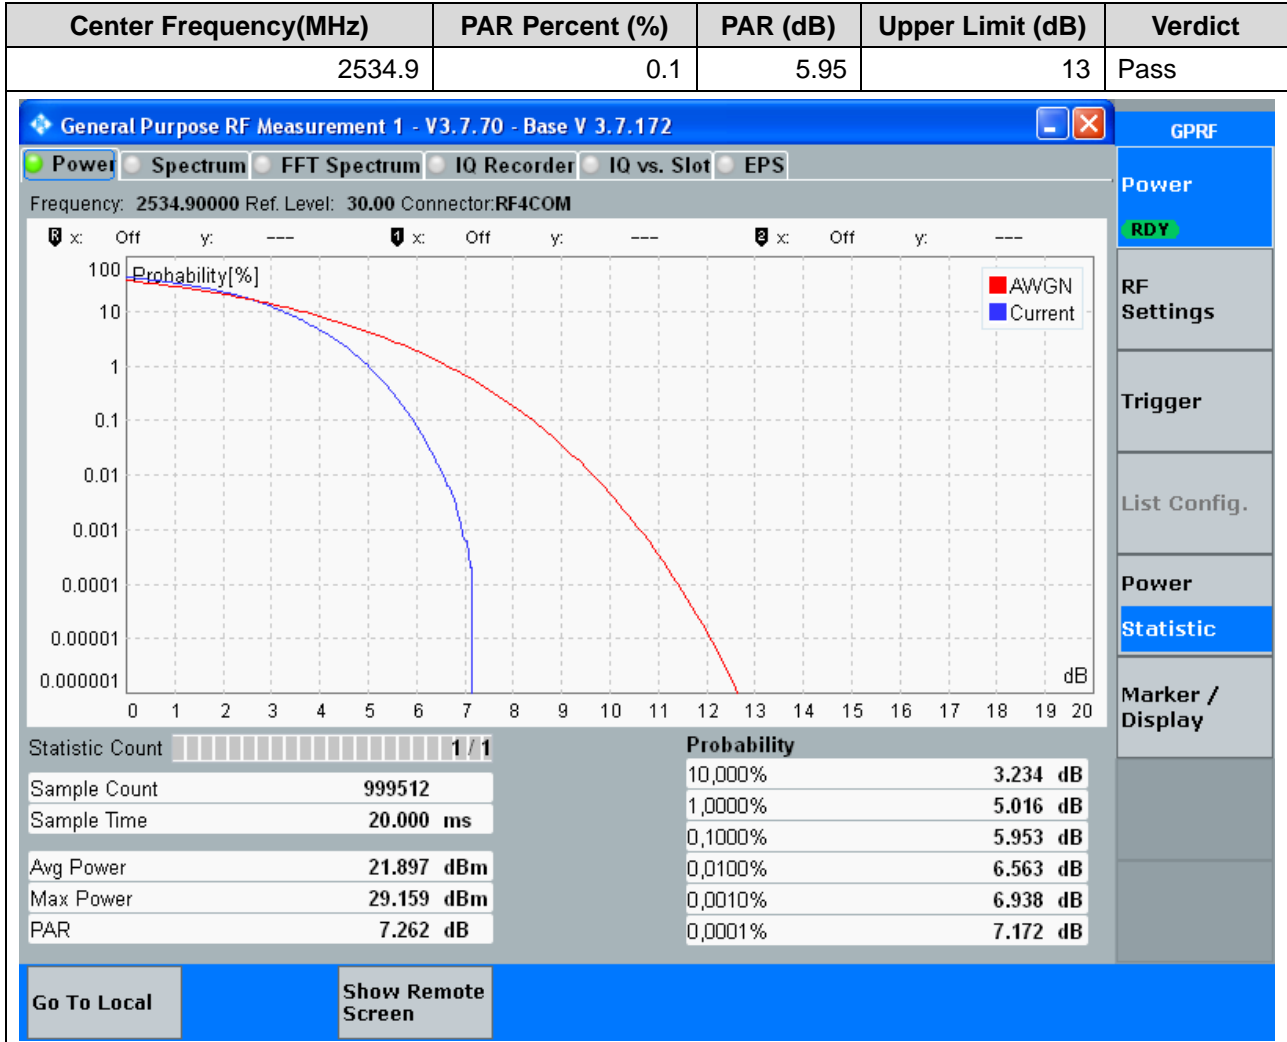 Center Frequency(MHz) PAR Percent (%) PAR (dB) Upper Limit (dB) Verdict
2534.9 0.1 5.95 13 Pass
General Purpose RF Measurement 1 - V3.7.70 - Base V 3.7.172
GPRF
Power Spectrum FFT Spectrum IQ Recorder IQ vs. Slot EPS
Frequency: 2534.90000 Ref. Level: 30.00 Connector:RF4COM
R x: Off y: --- 1 x: Off y: --- 2 x: Off y: ---
Probability[%]
AWGN
Current
100
10
1
0.1
0.01
0.001
0.0001
0.00001
0.000001
dB
0 1 2 3 4 5 6 7 8 9 10 11 12 13 14 15 16 17 18 19 20
Statistic Count 1 / 1
Sample Count 999512
Sample Time 20.000 ms
Avg Power 21.897 dBm
Max Power 29.159 dBm
PAR 7.262 dB
Probability
10,000% 3.234 dB
1,0000% 5.016 dB
0,1000% 5.953 dB
0,0100% 6.563 dB
0,0010% 6.938 dB
0,0001% 7.172 dB
Power
RDY
RF
Settings
Trigger
List Config.
Power
Statistic
Marker /
Display
Go To Local
Show Remote
Screen